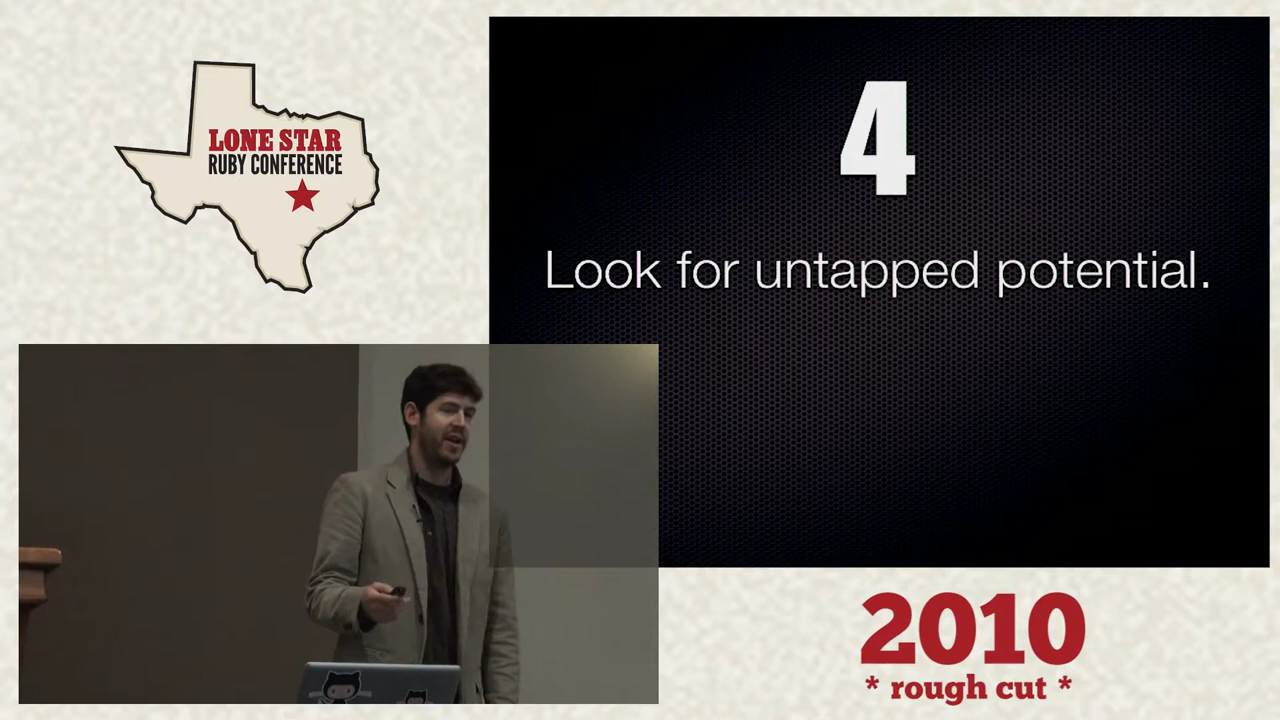 LONE STAR
RUBY CONFERENCE
4
Look for untapped potential.
2010
* rough cut *